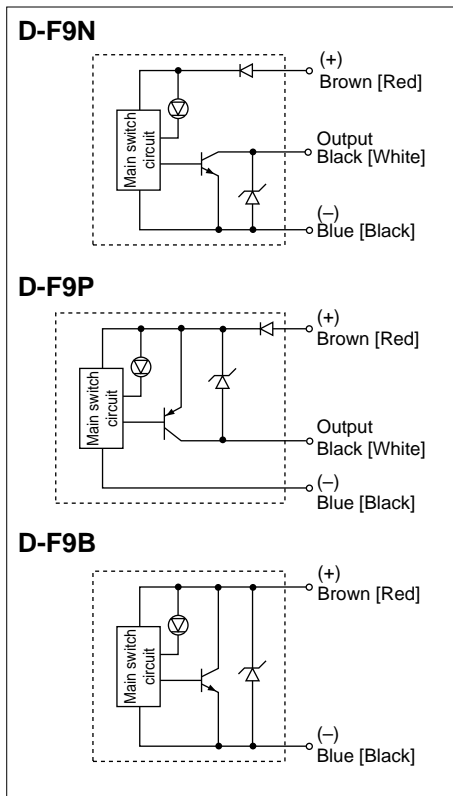 D-F9N
(+)
Brown [Red]
Main switch
circuit
Output
Black [White]
(–)
Blue [Black]
D-F9P
(+)
Brown [Red]
Main switch
circuit
Output
Black [White]
(–)
Blue [Black]
D-F9B
(+)
Brown [Red]
Main switch
circuit
(–)
Blue [Black]